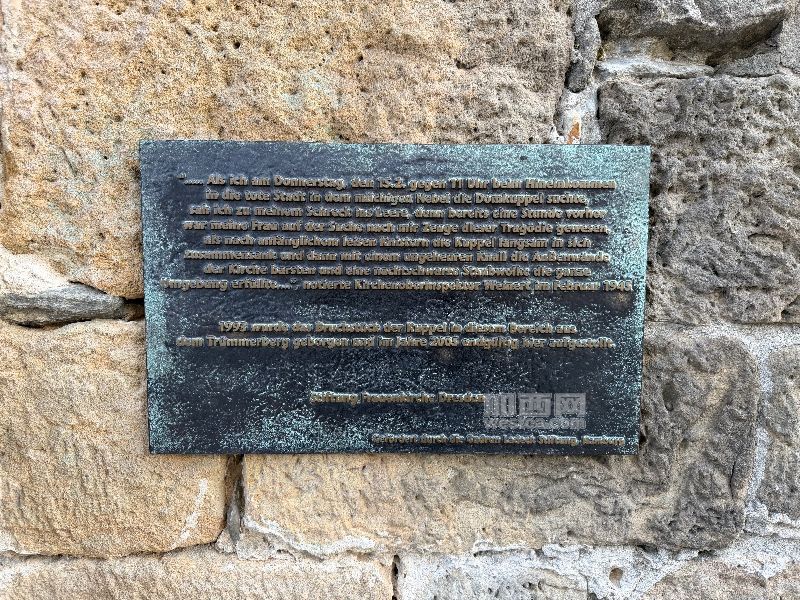 "..... Als ich am Donnerstag, den 15.2. gegen 11 Uhr beim Hineinkommen
in die tote Stadt in dem milchigen Nebel die Domkuppel suchte,
sah ich zu meinem Schreck ins Leere, denn bereits eine Stunde vorher
war meine Frau auf der Suche nach mir Zeuge dieser Tragödie gewesen,
als nach anfänglichem leisen Knistern die Kuppel langsam in sich
zusammensank und dann mit einem ungeheuren Knall die Außenwände
der Kirche barsten und eine nachtschwarze Staubwolke die ganze
Umgebung erfüllte....", notierte Kirchenoberinspektor Weinert im Februar 1945
1993 wurde das Bruchstück der Kuppel in diesem Bereich aus
dem Trümmerberg geborgen und im Jahre 2005 endgültig hier aufgestellt.
Stiftung Frauenkirche Dresden
Gefördert durch die Stiftung,